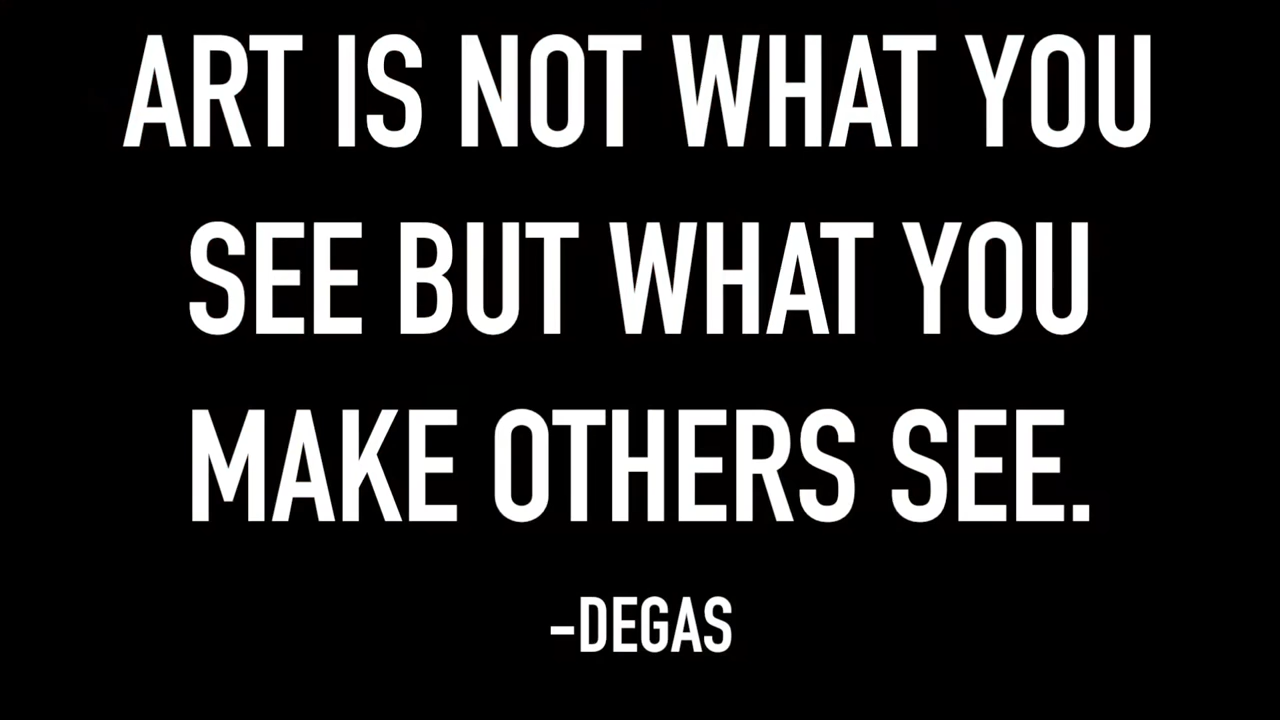 ART IS NOT WHAT YOU
SEE BUT WHAT YOU
MAKE OTHERS SEE.
-DEGAS